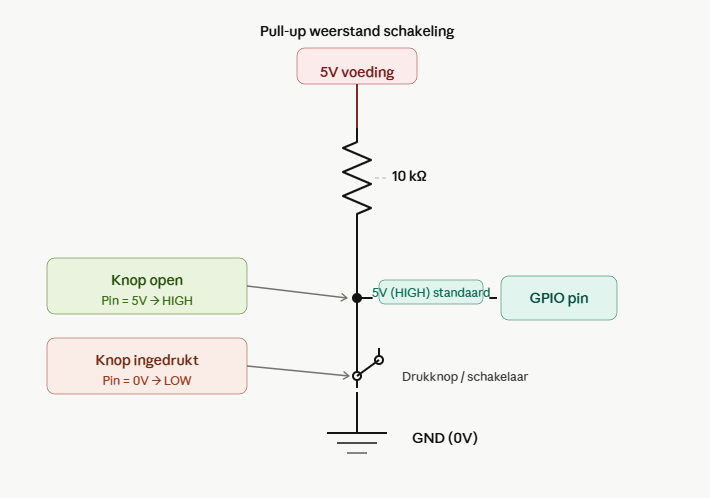 Pull-up weerstand schakeling
5V voeding
10 kΩ
Knop open
Pin = 5V → HIGH
5V (HIGH) standaard
GPIO pin
Knop ingedrukt
Pin = 0V → LOW
Drukknop / schakelaar
GND (0V)